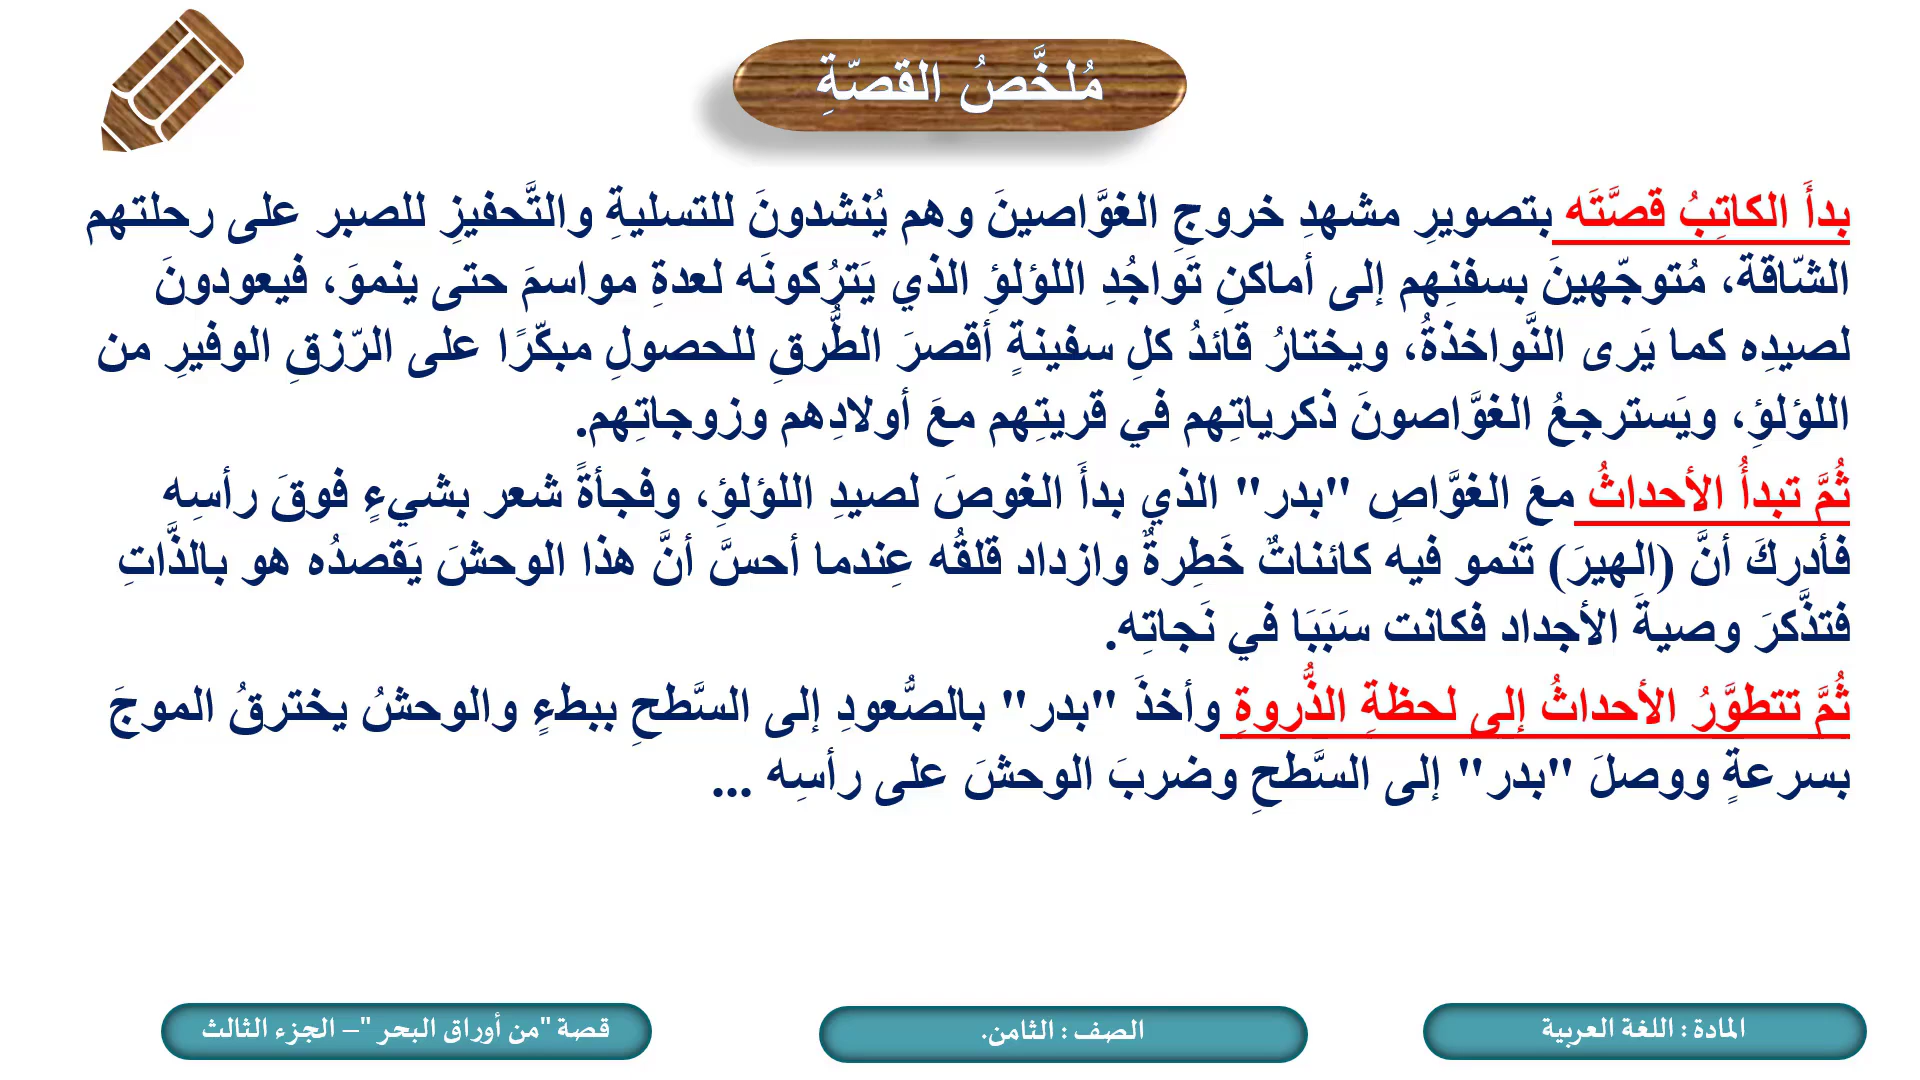 مُلخَّصُ القصّةِ
بدأَ الكاتِبُ قصَّتَه بتصويرِ مشهدِ خروجِ الغوَّاصينَ وهم يُنشدونَ للتسليةِ والتَّحفيزِ للصبر على رحلتهم
الشّاقة، مُتوجّهينَ بسفنِهم إلى أماكنِ تَواجُدِ اللؤلؤِ الذي يَترُكونَه لعدةِ مواسمَ حتى ينموَ، فيعودونَ
لصيدِه كما يَرى النَّواخذةُ، ويختارُ قائدُ كلِ سفينةٍ أقصرَ الطُّرقِ للحصولِ مبكّرًا على الرّزقِ الوفيرِ من
اللؤلؤِ، ويَسترجعُ الغوَّاصونَ ذكرياتِهم في قريتِهم معَ أولادِهم وزوجاتِهم.
ثُمَّ تبدأُ الأحداثُ معَ الغوَّاصِ "بدر" الذي بدأَ الغوصَ لصيدِ اللؤلؤِ، وفجأةً شعر بشيءٍ فوقَ رأسِه
فأدركَ أنَّ (الهيرَ) تَنمو فيه كائناتٌ خَطِرةٌ وازداد قلقُه عِندما أحسَّ أنَّ هذا الوحشَ يَقصدُه هو بالذَّاتِ
فتذَّكرَ وصيةَ الأجداد فكانت سَبَبَا في نَجاتِه.
ثُمَّ تتطوَّرُ الأحداثُ إلى لحظةِ الذُّروةِ وأخذَ "بدر" بالصُّعودِ إلى السَّطحِ ببطءٍ والوحشُ يخترقُ الموجَ
بسرعةٍ ووصلَ "بدر" إلى السَّطحِ وضربَ الوحشَ على رأسِه ...
المادة : اللغة العربية
الصف : الثامن.
قصة "من أوراق البحر "– الجزء الثالث